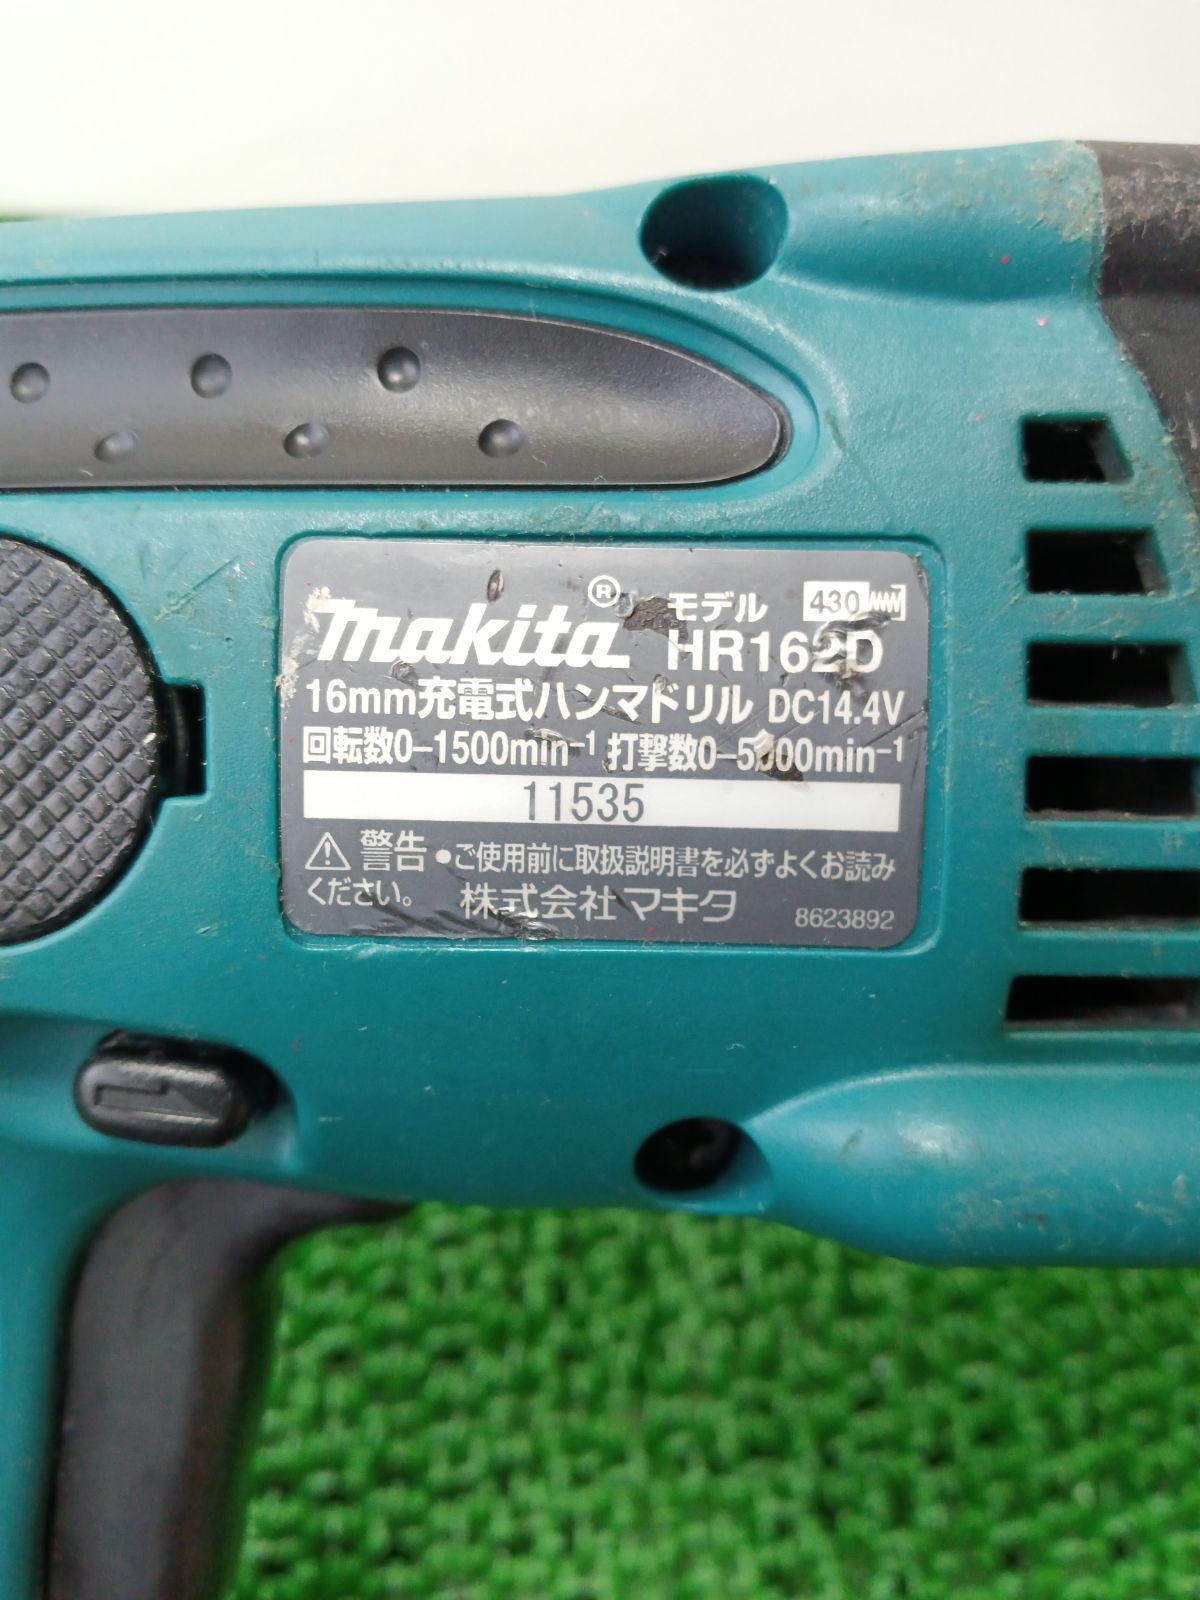 makita® モデル 430
HR162D
16mm充電式ハンマドリル DC14.4V
回転数0-1500min-1 打撃数0-5000min-1
11535
警告 ●ご使用前に取扱説明書を必ずよくお読み
ください。 株式会社マキタ 8623892